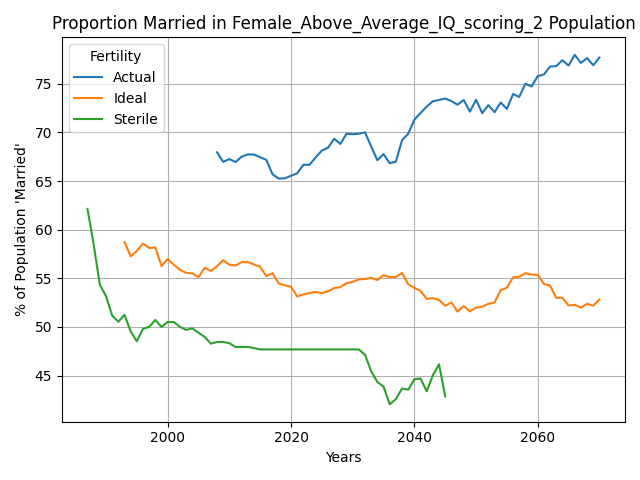 Proportion Married in Female_Above_Average_IQ_scoring_2 Population
Fertility
Actual
Ideal
Sterile
% of Population 'Married'
75
70
65
60
55
50
45
2000
2020
2040
2060
Years